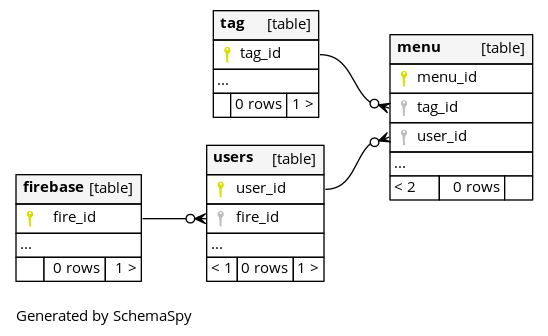 tag [table]
tag_id
...
0 rows 1 >
menu [table]
menu_id
tag_id
user_id
...
< 2 0 rows
users [table]
user_id
fire_id
...
< 1 0 rows 1 >
firebase [table]
fire_id
...
0 rows 1 >
Generated by SchemaSpy